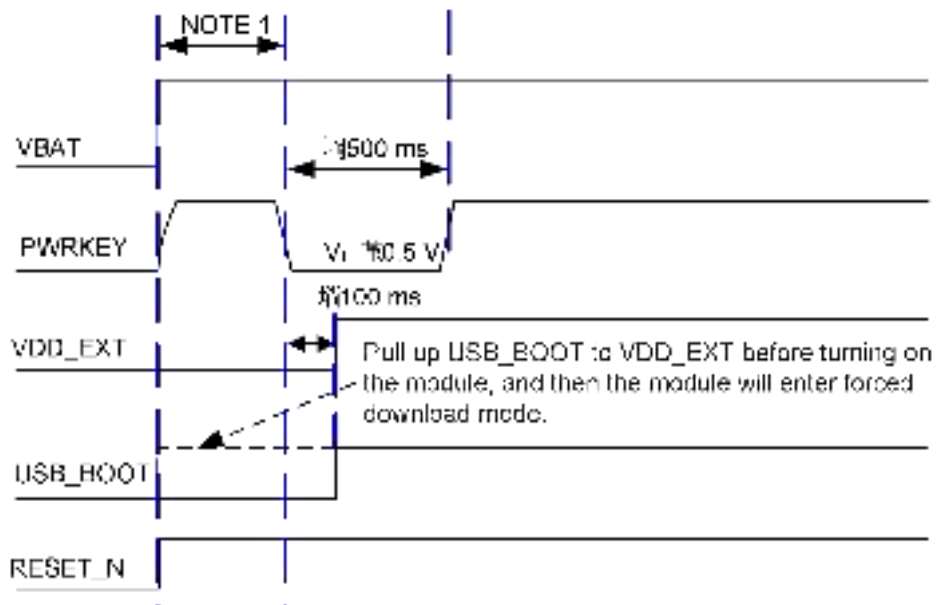 NOTE 1
VBAT
500 ms
PWRKEY
0.5 V
100 ms
VDD_EXT
Pull up USB_BOOT to VDD_EXT before turning on
the module, and then the module will enter forced
download mode.
USB_BOOT
RESET_N